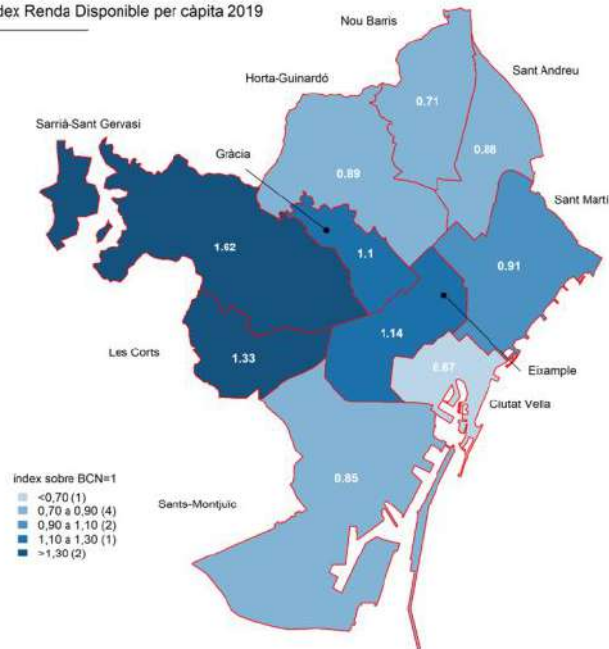 dex Renda Disponible per càpita 2019
Nou Barris
Sant Andreu
Horta-Guinardó
0.71
Sarrià-Sant Gervasi
0.88
Gràcia
0.89
Sant Martí
1.62
1.1
0.91
1.14
Les Corts
1.33
0.67
Eixample
Ciutat Vella
0.85
Sants-Montjuïc
índex sobre BCN=1
<0,70 (1)
0,70 a 0,90 (4)
0,90 a 1,10 (2)
1,10 a 1,30 (1)
>1,30 (2)